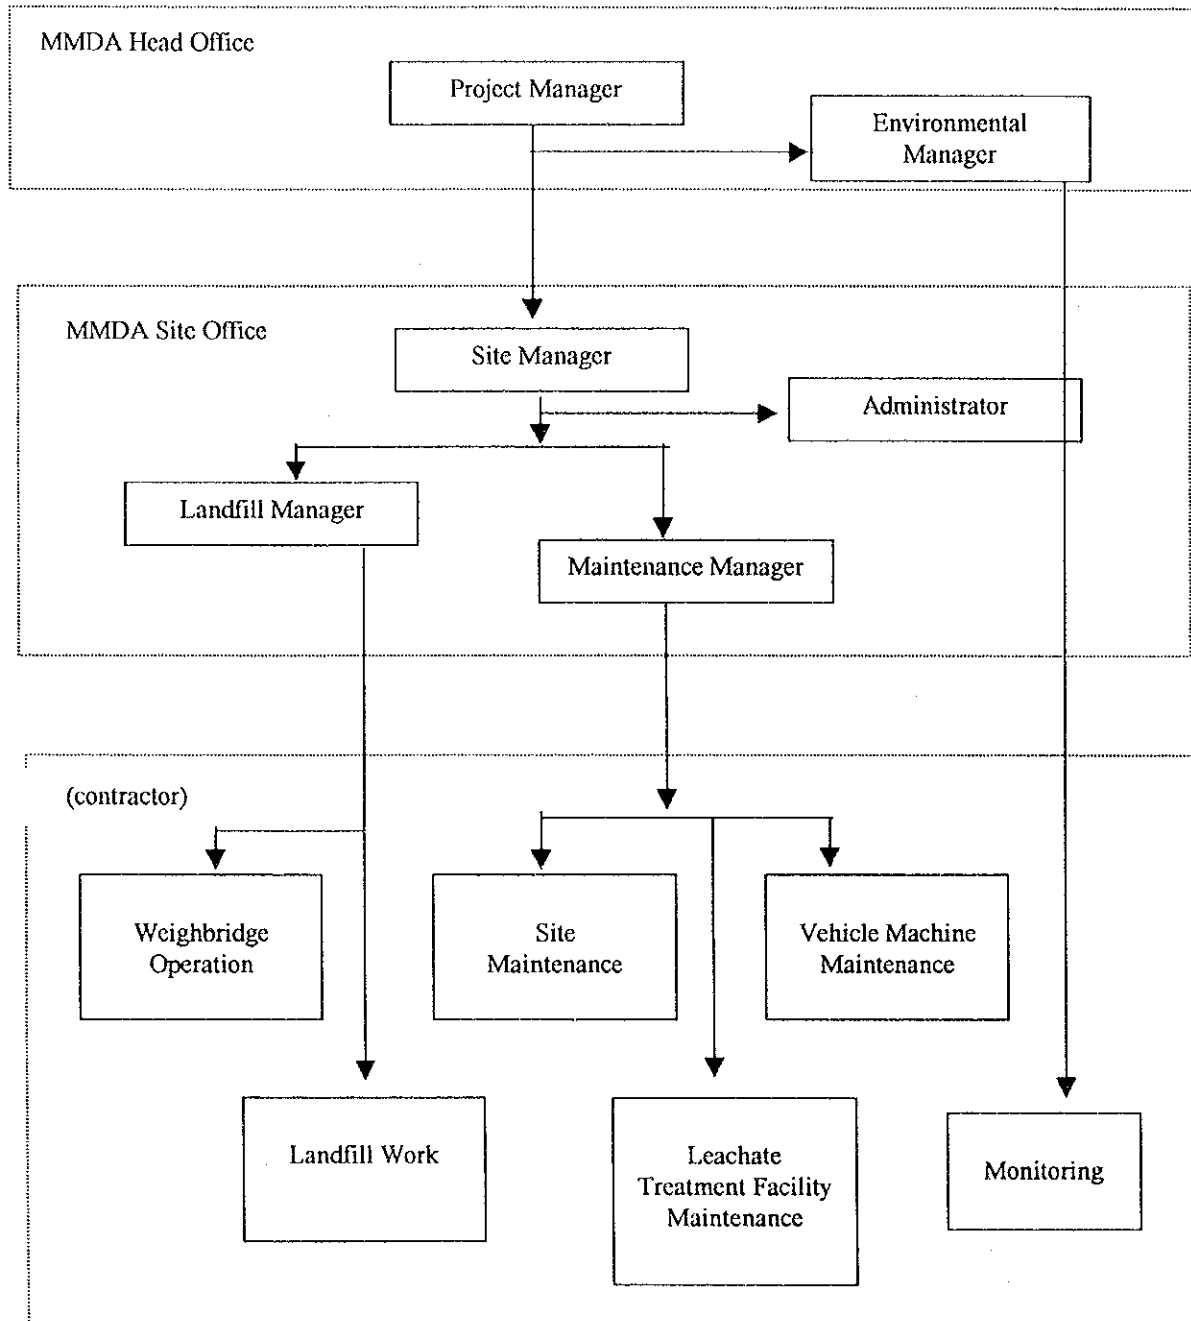 MMDA Head Office
Project Manager
Environmental
Manager
MMDA Site Office
Site Manager
Administrator
Landfill Manager
Maintenance Manager
(contractor)
Weighbridge
Operation
Site
Maintenance
Vehicle Machine
Maintenance
Landfill Work
Leachate
Treatment Facility
Maintenance
Monitoring